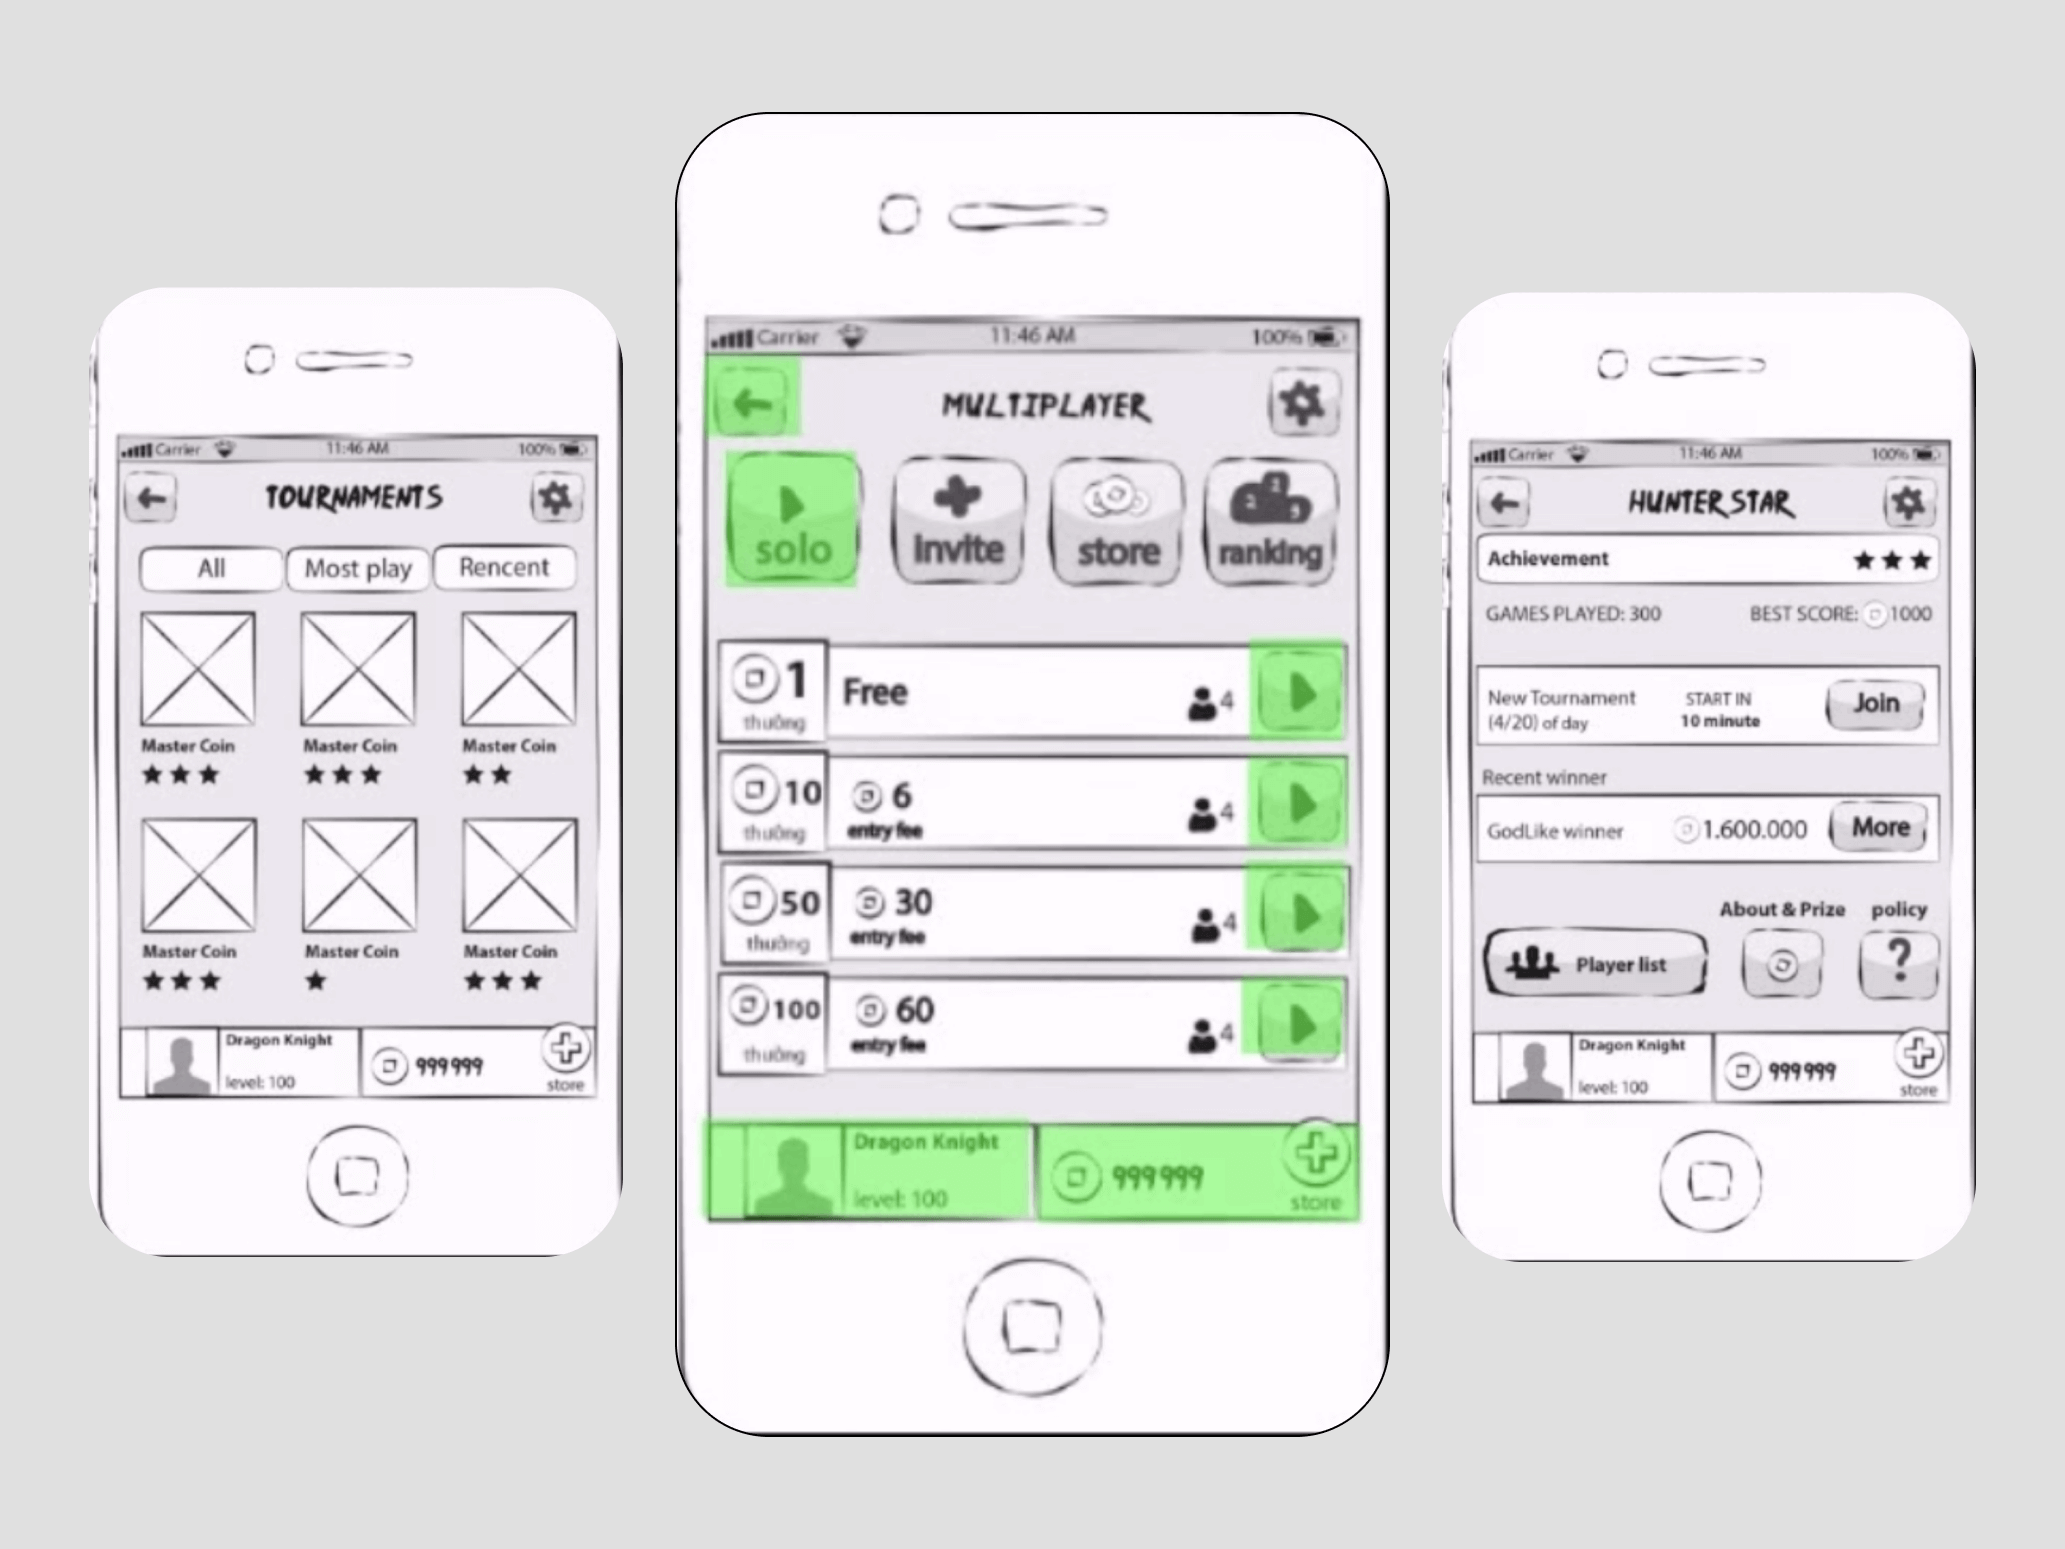 Carrier 11:46 AM 100%
TOURNAMENTS
All Most play Rencent
Master Coin Master Coin Master Coin
Master Coin Master Coin Master Coin
Dragon Knight
level: 100
999 999
store
Carrier 11:46 AM 100%
MULTIPLAYER
solo invite store ranking
1 Free 4
thưởng
10 6 4
thưởng entry fee
50 30 4
thưởng entry fee
100 60 4
thưởng entry fee
Dragon Knight
level: 100
999 999
store
Carrier 11:46 AM 100%
HUNTER STAR
Achievement
GAMES PLAYED: 300 BEST SCORE: 1000
New Tournament
(4/20) of day
START IN
10 minute
Join
Recent winner
GodLike winner 1.600.000 More
About & Prize policy
Player list ?
Dragon Knight
level: 100
999 999
store